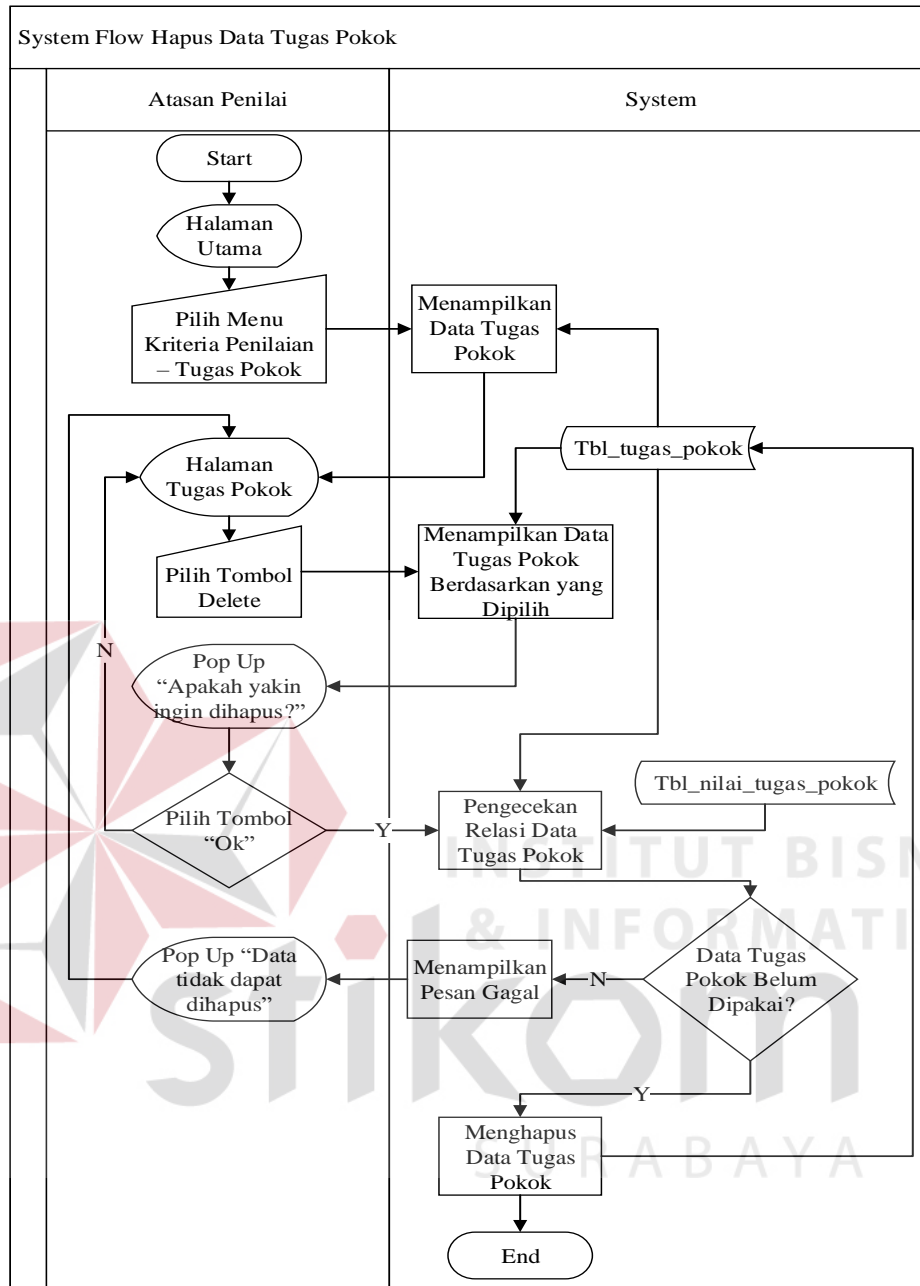 System Flow Hapus Data Tugas Pokok
Atasan Penilai
System
Start
Halaman
Utama
Pilih Menu
Kriteria Penilaian
– Tugas Pokok
Menampilkan
Data Tugas
Pokok
Halaman
Tugas Pokok
Tbl_tugas_pokok
Pilih Tombol
Delete
Menampilkan Data
Tugas Pokok
Berdasarkan yang
Dipilih
N
Pop Up
“Apakah yakin
ingin dihapus?”
Tbl_nilai_tugas_pokok
Pilih Tombol
“Ok”
Y
Pengecekan
Relasi Data
Tugas Pokok
INSTITUT BISN
& INFORMATI
Data Tugas
Pokok Belum
Dipakai?
N
Menampilkan
Pesan Gagal
Pop Up “Data
tidak dapat
dihapus”
stikom
Y
Menghapus
Data Tugas
Pokok
SURABAYA
End